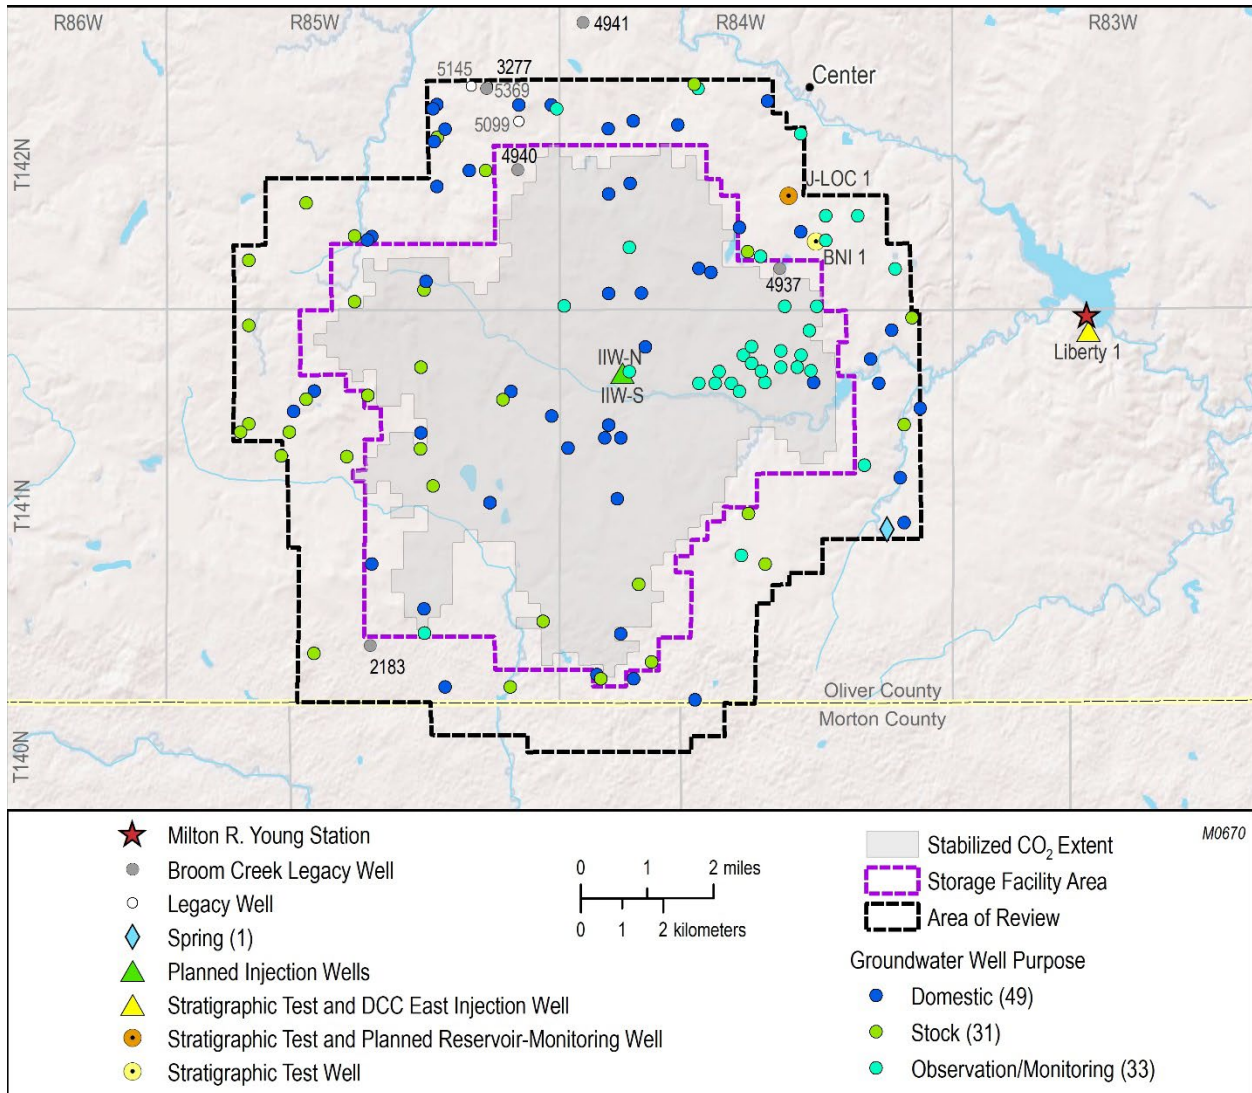 R86W
R85W
4941
R84W
R83W
5145
3277
5369
Center
5099
T142N
4940
J-LOC 1
BNI 1
4937
IIW-N
IIW-S
Liberty 1
T141N
2183
Oliver County
Morton County
T140N
Milton R. Young Station
Broom Creek Legacy Well
Legacy Well
Spring (1)
Planned Injection Wells
Stratigraphic Test and DCC East Injection Well
Stratigraphic Test and Planned Reservoir-Monitoring Well
Stratigraphic Test Well
0 1 2 miles
0 1 2 kilometers
M0670
Stabilized CO₂ Extent
Storage Facility Area
Area of Review
Groundwater Well Purpose
Domestic (49)
Stock (31)
Observation/Monitoring (33)